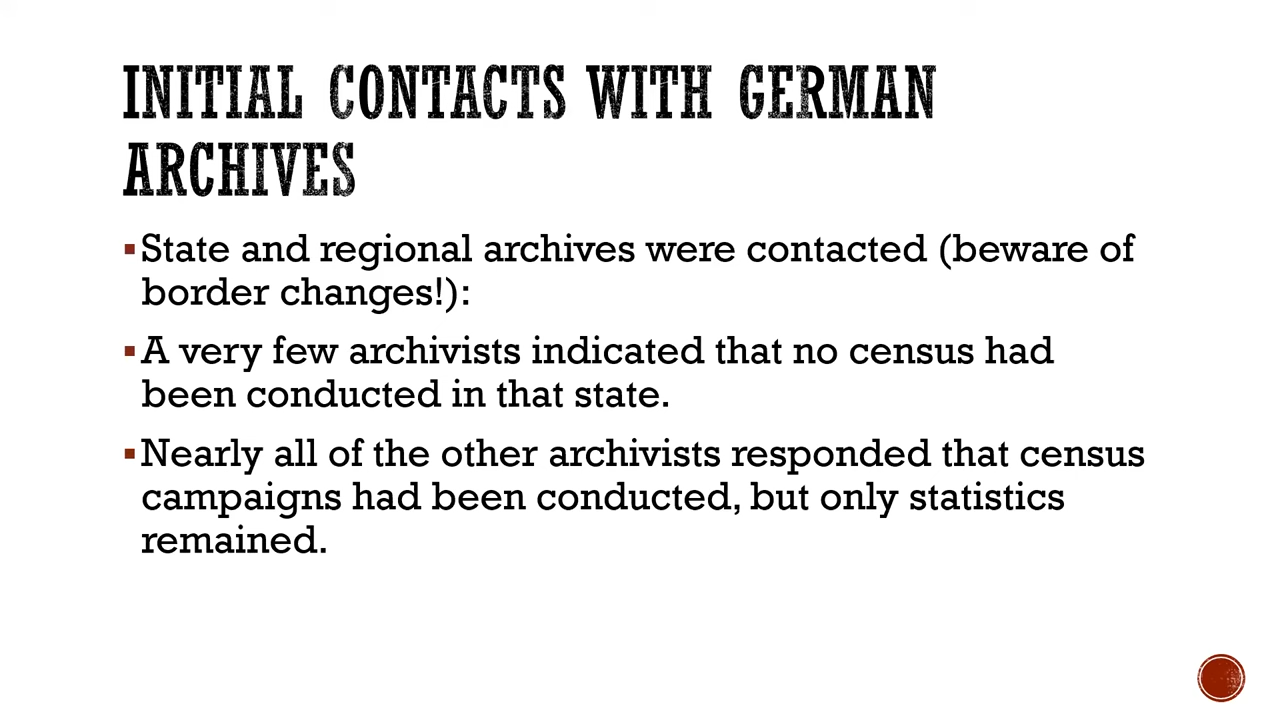 INITIAL CONTACTS WITH GERMAN
ARCHIVES
▪State and regional archives were contacted (beware of
border changes!):
▪A very few archivists indicated that no census had
been conducted in that state.
▪Nearly all of the other archivists responded that census
campaigns had been conducted, but only statistics
remained.